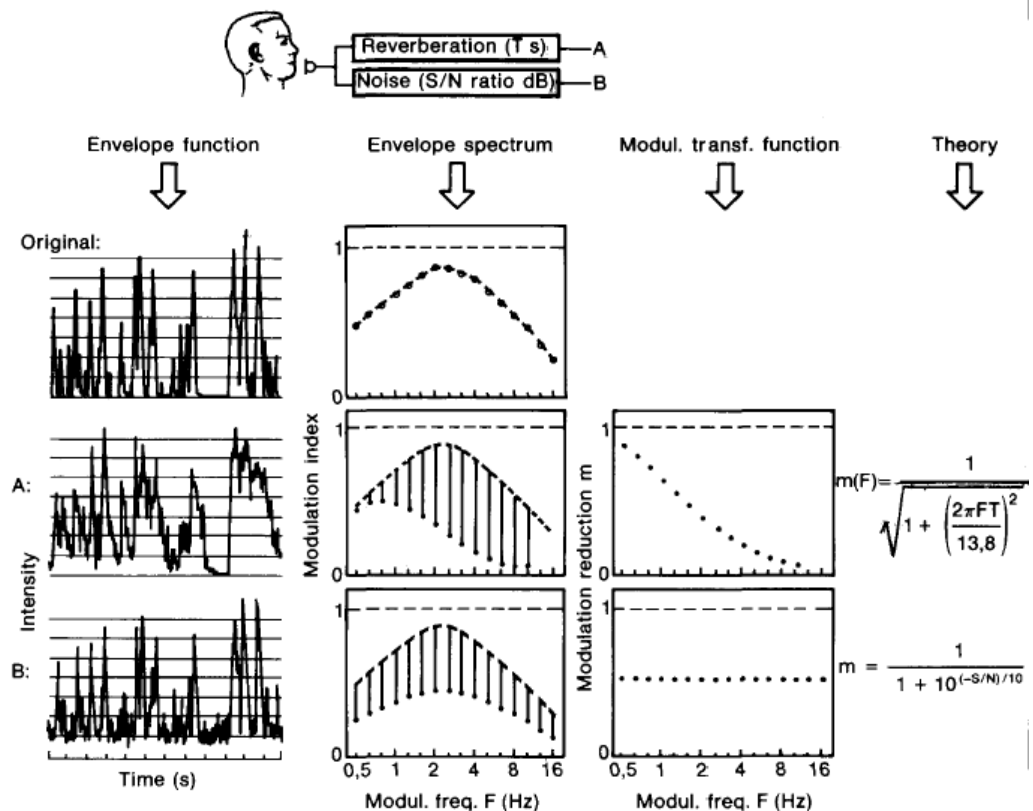 Reverberation (T s) A
Noise (S/N ratio dB) B
Envelope function Envelope spectrum Modul. transf. function Theory
Original:
1
0
A:
1
0
1
0
m(F)= 1 / √ 1 + (2πFT / 13,8)²
Intensity
Modulation index
Modulation reduction m
B:
1
0
1
0
m = 1 / 1 + 10^(-S/N)/10
0,5 1 2 4 8 16
0,5 1 2 4 8 16
Time (s)
Modul. freq. F (Hz)
Modul. freq. F (Hz)